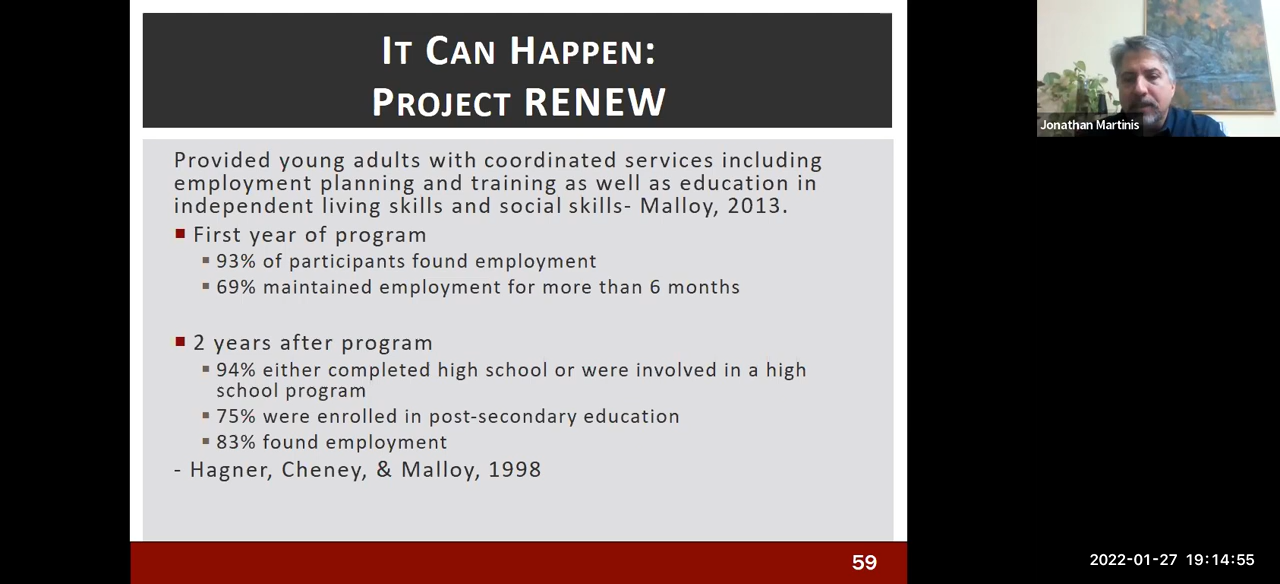 It Can Happen:
Project RENEW
Provided young adults with coordinated services including
employment planning and training as well as education in
independent living skills and social skills- Malloy, 2013.
First year of program
93% of participants found employment
69% maintained employment for more than 6 months
2 years after program
94% either completed high school or were involved in a high
school program
75% were enrolled in post-secondary education
83% found employment
- Hagner, Cheney, & Malloy, 1998
59
Jonathan Martinis
2022-01-27 19:14:55